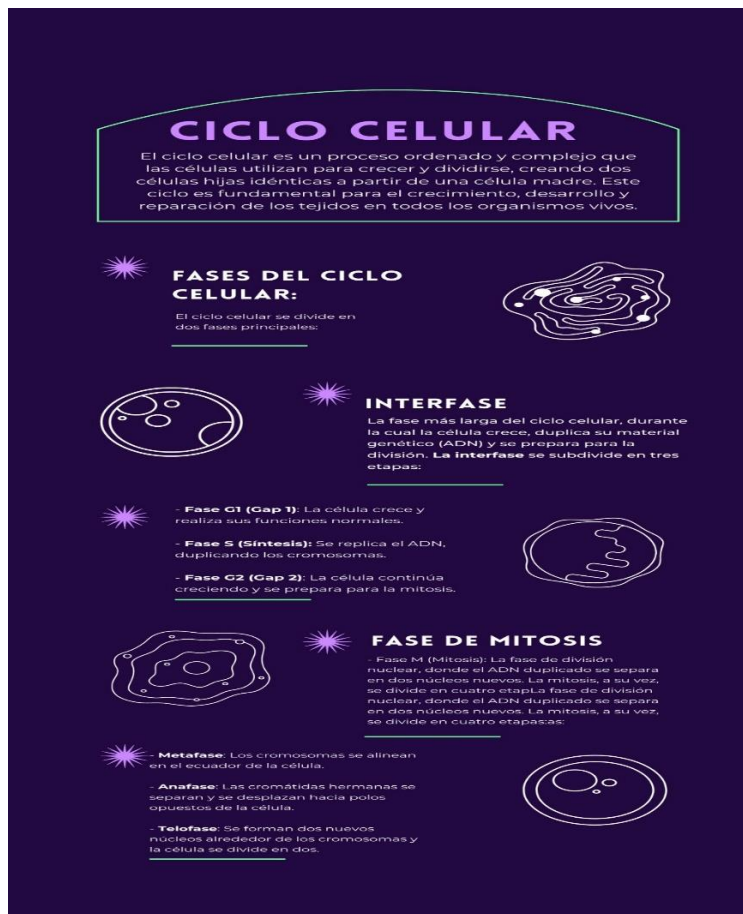 CICLO CELULAR
El ciclo celular es un proceso ordenado y complejo que
las células utilizan para crecer y dividirse, creando dos
células hijas idénticas a partir de una célula madre. Este
ciclo es fundamental para el crecimiento, desarrollo y
reparación de los tejidos en todos los organismos vivos.
FASES DEL CICLO
CELULAR:
El ciclo celular se divide en
dos fases principales:
INTERFASE
La fase más larga del ciclo celular, durante
la cual la célula crece, duplica su material
genético (ADN) y se prepara para la
división. La interfase se subdivide en tres
etapas:
- Fase G1 (Gap 1): La célula crece y
realiza sus funciones normales.
- Fase S (Síntesis): Se replica el ADN,
duplicando los cromosomas.
- Fase G2 (Gap 2): La célula continúa
creciendo y se prepara para la mitosis.
FASE DE MITOSIS
- Fase M (Mitosis): La fase de división
nuclear, donde el ADN duplicado se separa
en dos núcleos nuevos. La mitosis, a su vez,
se divide en cuatro etapLa fase de división
nuclear, donde el ADN duplicado se separa
en dos núcleos nuevos. La mitosis, a su vez,
se divide en cuatro etapas:as:
- Metafase: Los cromosomas se alinean
en el ecuador de la célula.
- Anafase: Las cromátidas hermanas se
separan y se desplazan hacia polos
opuestos de la célula.
- Telofase: Se forman dos nuevos
núcleos alrededor de los cromosomas y
la célula se divide en dos.